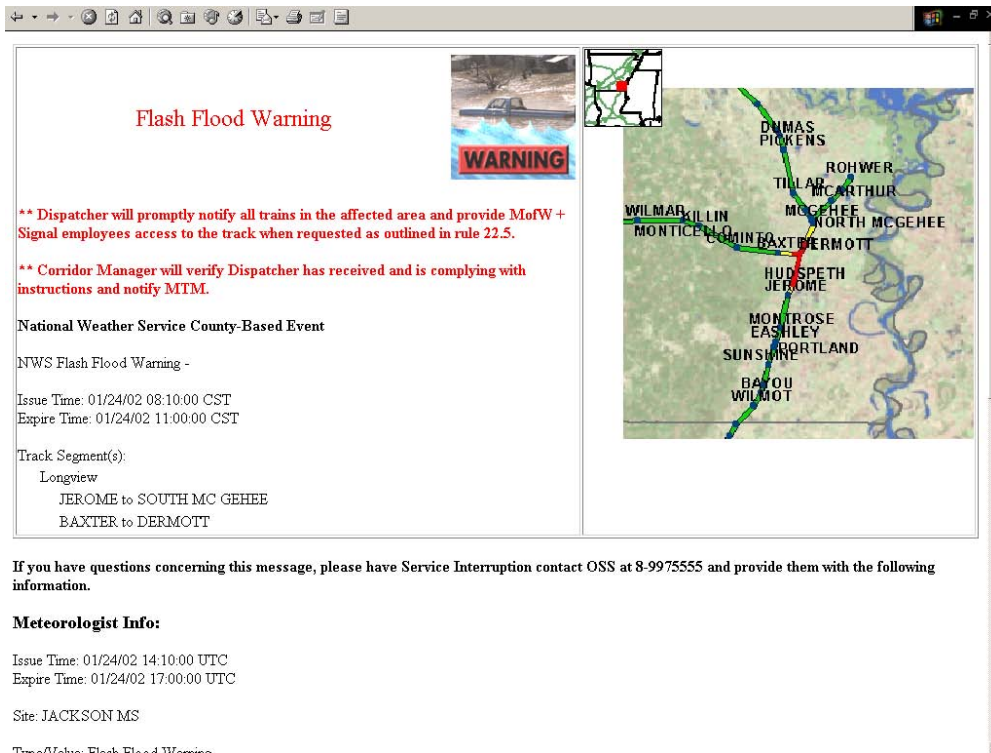 Flash Flood Warning
WARNING
** Dispatcher will promptly notify all trains in the affected area and provide MofW +
Signal employees access to the track when requested as outlined in rule 22.5.
** Corridor Manager will verify Dispatcher has received and is complying with
instructions and notify MTM.
National Weather Service County-Based Event
NWS Flash Flood Warning -
Issue Time: 01/24/02 08:10:00 CST
Expire Time: 01/24/02 11:00:00 CST
Track Segment(s):
Longview
JEROME to SOUTH MC GEHEE
BAXTER to DERMOTT
DUMAS
PICKENS
ROHWER
TILLAR
MCARTHUR
WILMAR
KILLIN
MCGEHEE
NORTH MCGEHEE
MONTICELLO
COMINTO
BAXTER
DERMOTT
HUDSPETH
JEROME
MONTROSE
EASHLEY
PORTLAND
SUNSHINE
BAYOU
WILMOT
If you have questions concerning this message, please have Service Interruption contact OSS at 8-9975555 and provide them with the following
information.
Meteorologist Info:
Issue Time: 01/24/02 14:10:00 UTC
Expire Time: 01/24/02 17:00:00 UTC
Site: JACKSON MS
Type/Value: Flash Flood Warning